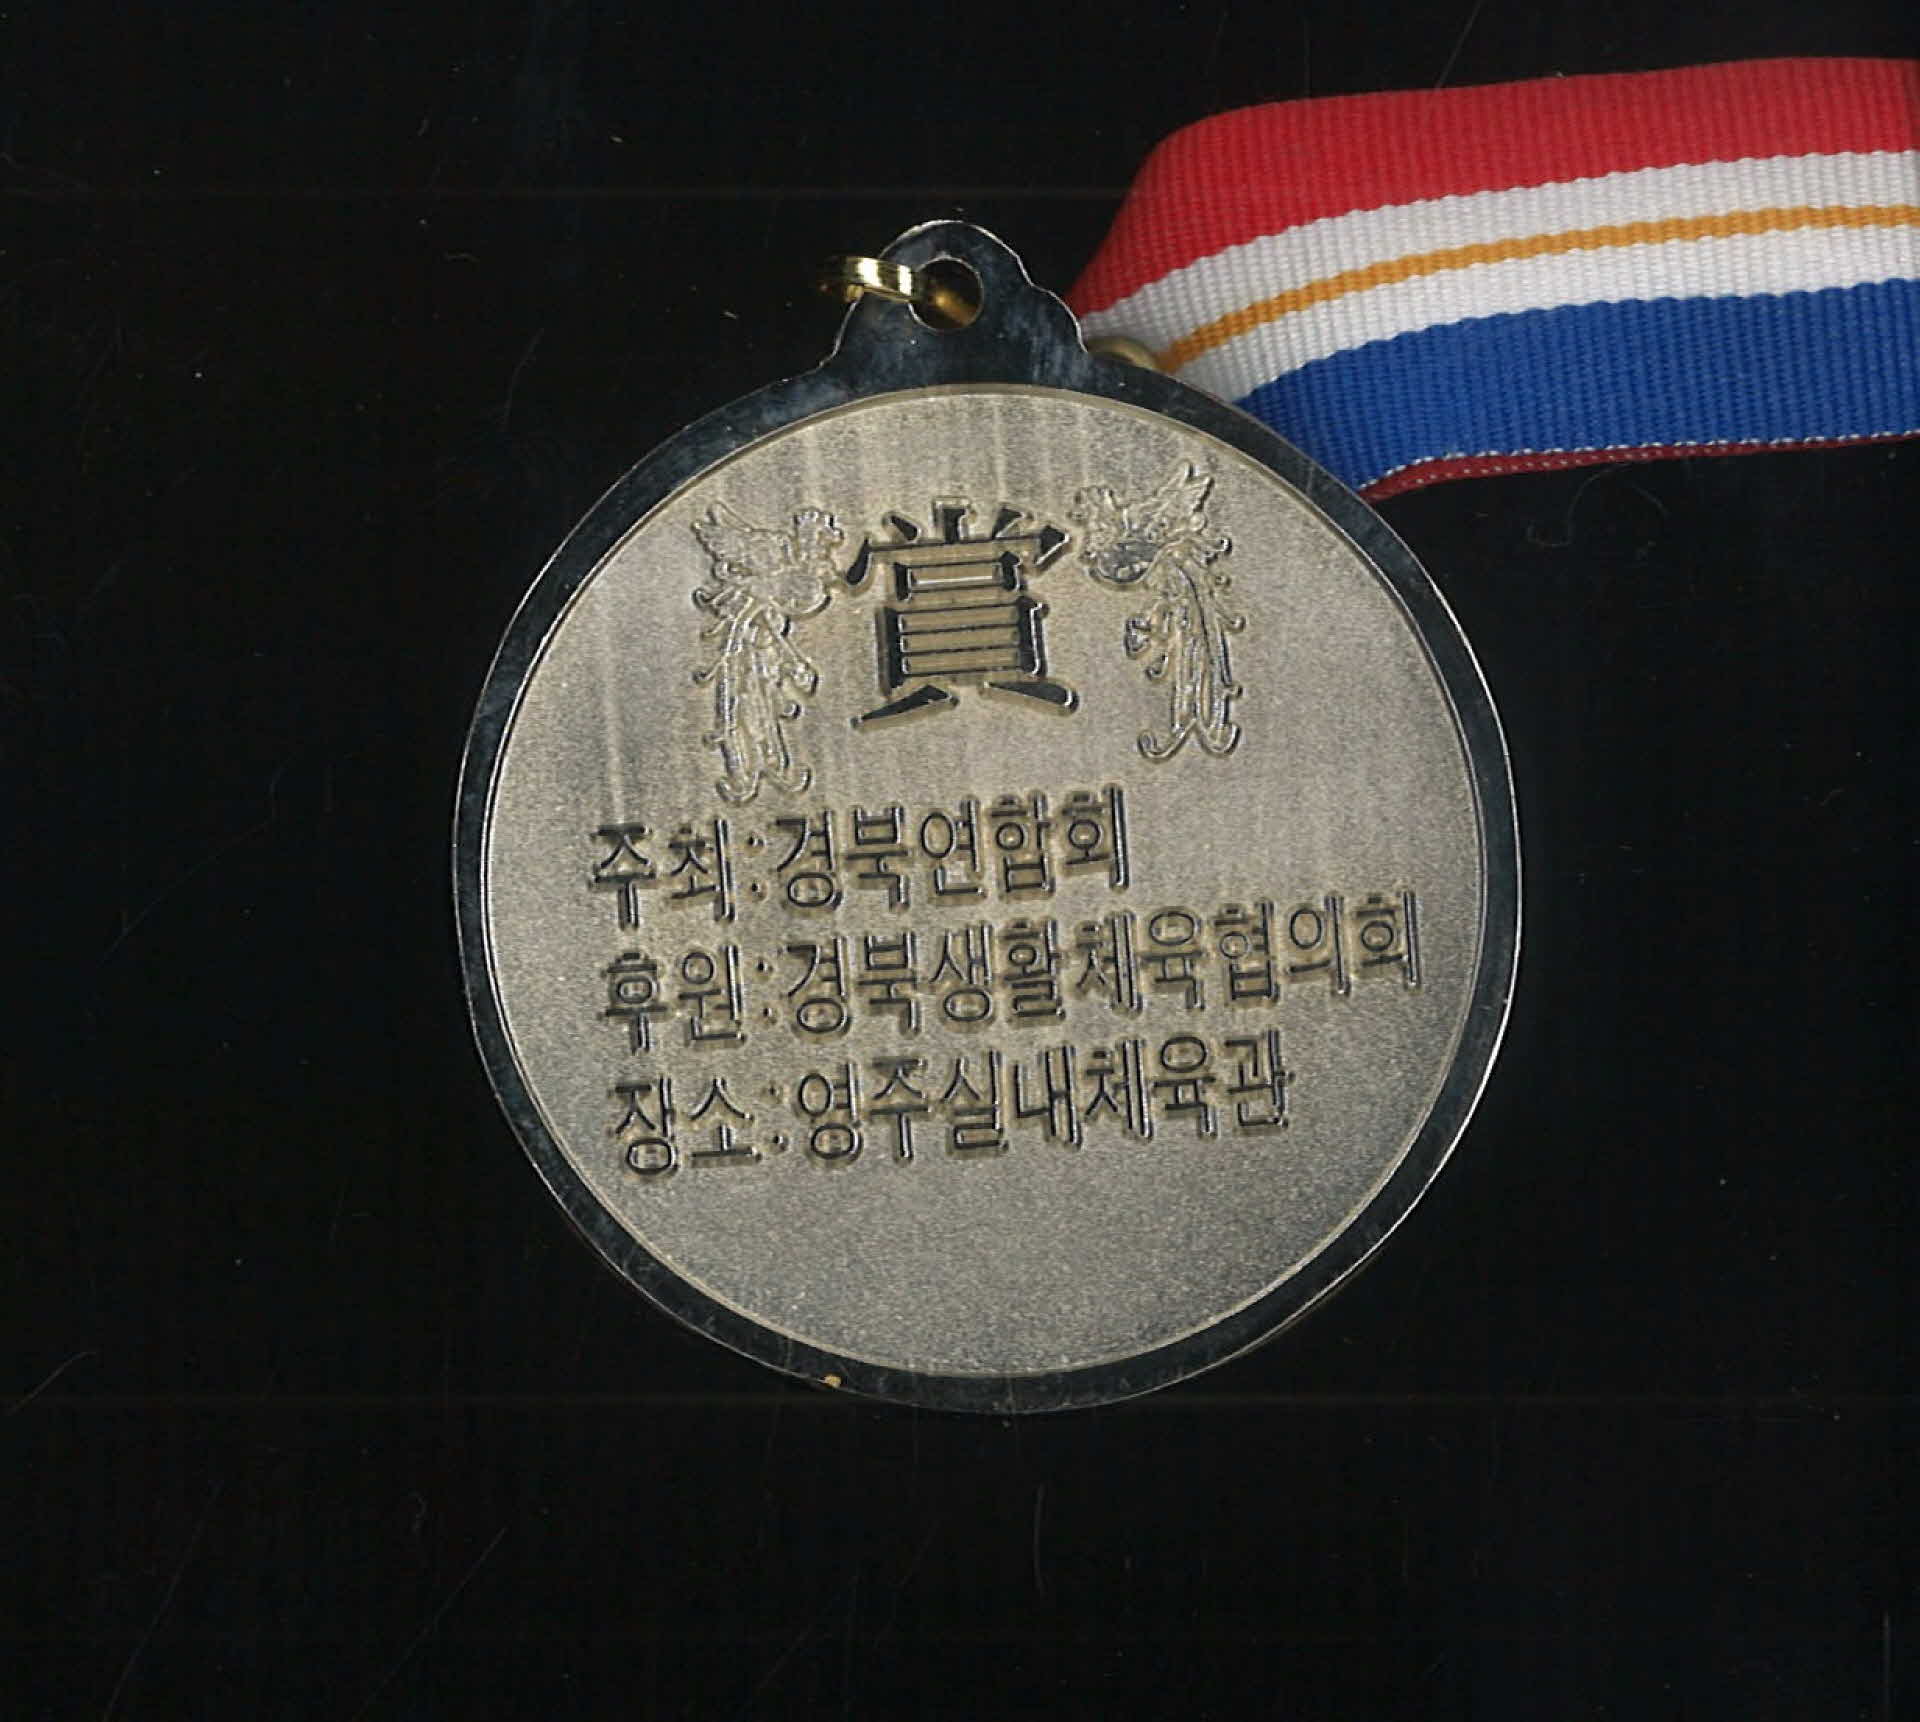 賞
주최:경북연합회
후원:경북생활체육협의회
장소:영주실내체육관